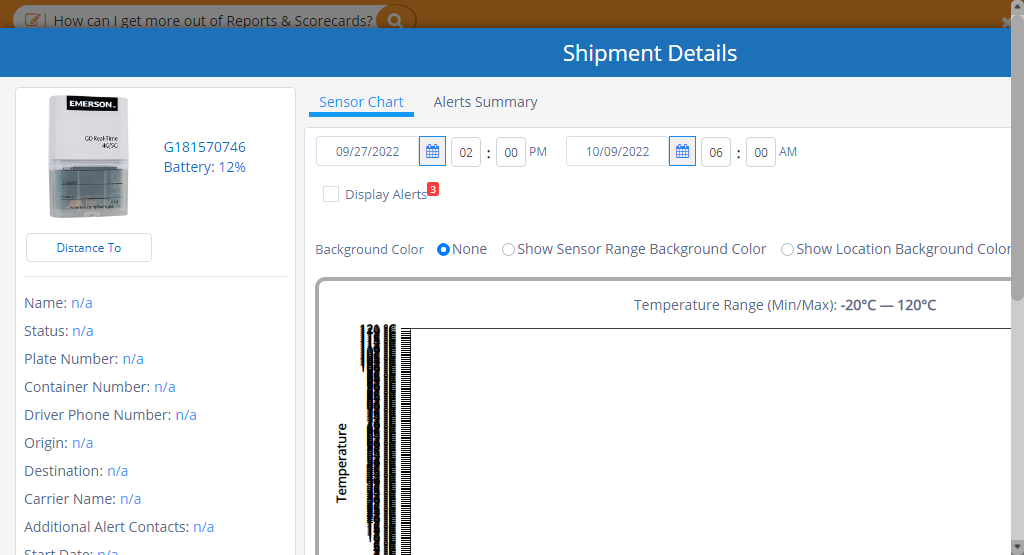 How can I get more out of Reports & Scorecards?
Shipment Details
EMERSON
GO Real-Time
4G/5G
G181570746
Battery: 12%
Distance To
Name: n/a
Status: n/a
Plate Number: n/a
Container Number: n/a
Driver Phone Number: n/a
Origin: n/a
Destination: n/a
Carrier Name: n/a
Additional Alert Contacts: n/a
Start Date: n/a
Sensor Chart
Alerts Summary
09/27/2022 02 : 00 PM 10/09/2022 06 : 00 AM
Display Alerts 3
Background Color None Show Sensor Range Background Color Show Location Background Color
Temperature Range (Min/Max): -20°C — 120°C
120 °C
Temperature